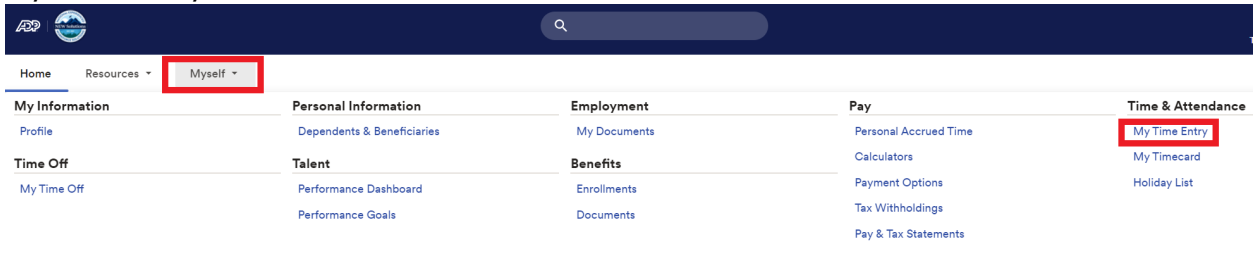 ADP
Home Resources Myself
My Information Personal Information Employment Pay Time & Attendance
Profile Dependents & Beneficiaries My Documents Personal Accrued Time My Time Entry
Calculators My Timecard
Time Off Talent Benefits
Payment Options Holiday List
My Time Off Performance Dashboard Enrollments
Tax Withholdings
Performance Goals Documents
Pay & Tax Statements